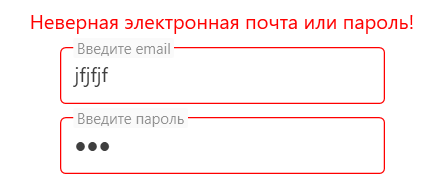 Неверная электронная почта или пароль!
Введите email
jfjfjf
Введите пароль
●●●